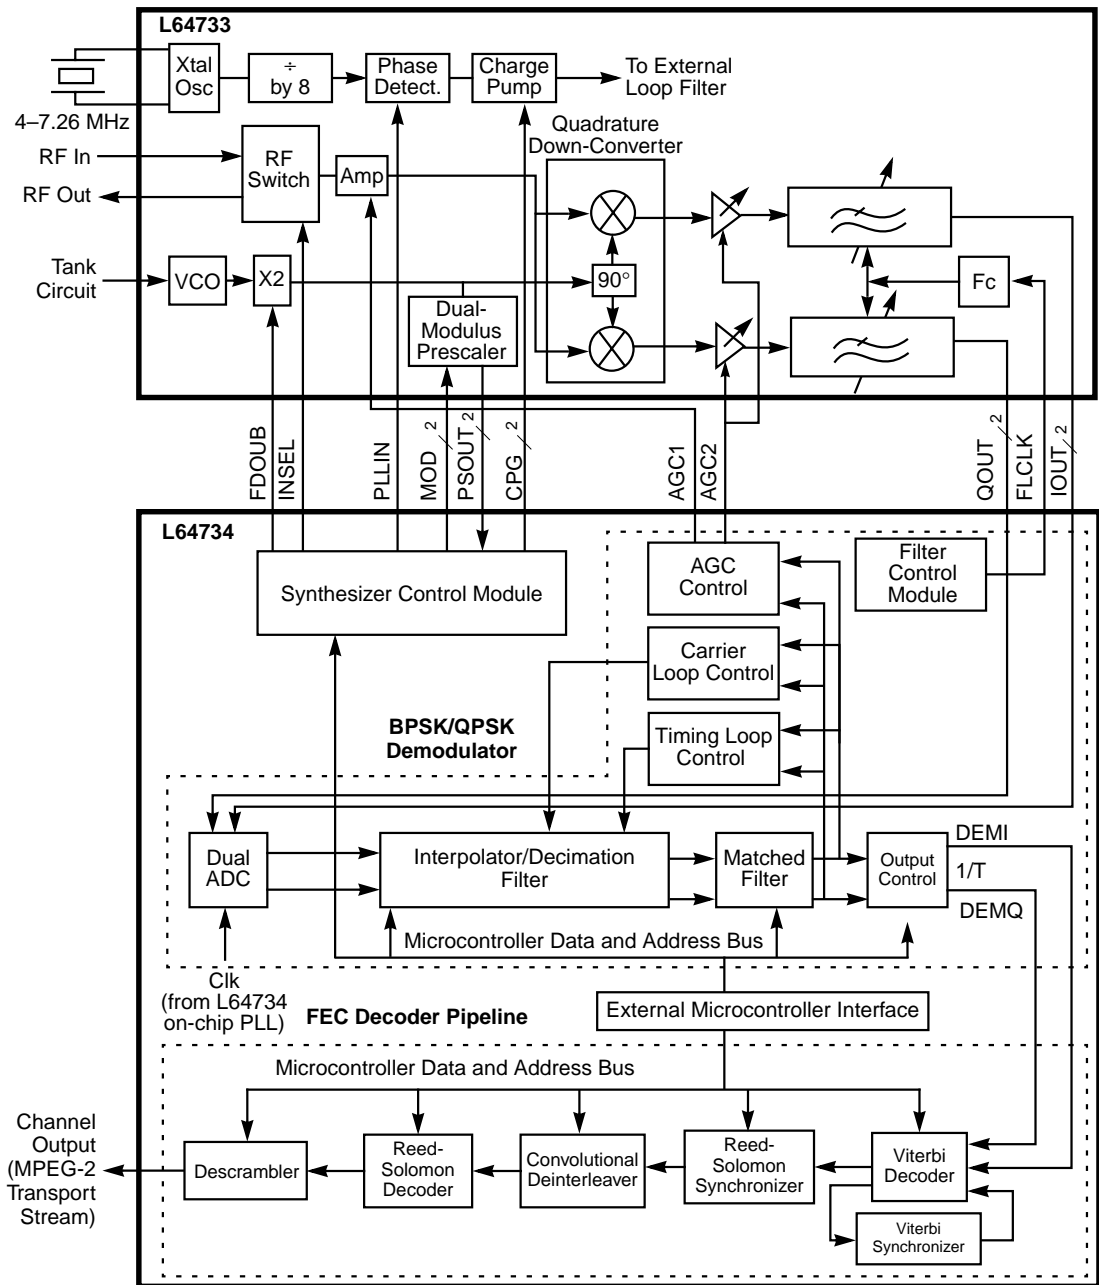 L64733
Xtal
Osc
÷
by 8
Phase
Detect.
Charge
Pump
To External
Loop Filter
4–7.26 MHz
Quadrature
Down-Converter
RF In
RF Out
RF
Switch
Amp
Tank
Circuit
VCO
X2
90°
Dual-
Modulus
Prescaler
Fc
FDOUB
INSEL
PLLIN
MOD
2
PSOUT
2
CPG
2
AGC1
AGC2
QOUT
2
FLCLK
IOUT
2
L64734
Synthesizer Control Module
AGC
Control
Filter
Control
Module
Carrier
Loop Control
BPSK/QPSK
Demodulator
Timing Loop
Control
Dual
ADC
Interpolator/Decimation
Filter
Matched
Filter
Output
Control
DEMI
1/T
DEMQ
Microcontroller Data and Address Bus
Clk
(from L64734
on-chip PLL)
FEC Decoder Pipeline
External Microcontroller Interface
Microcontroller Data and Address Bus
Channel
Output
(MPEG-2
Transport
Stream)
Descrambler
Reed-
Solomon
Decoder
Convolutional
Deinterleaver
Reed-
Solomon
Synchronizer
Viterbi
Decoder
Viterbi
Synchronizer